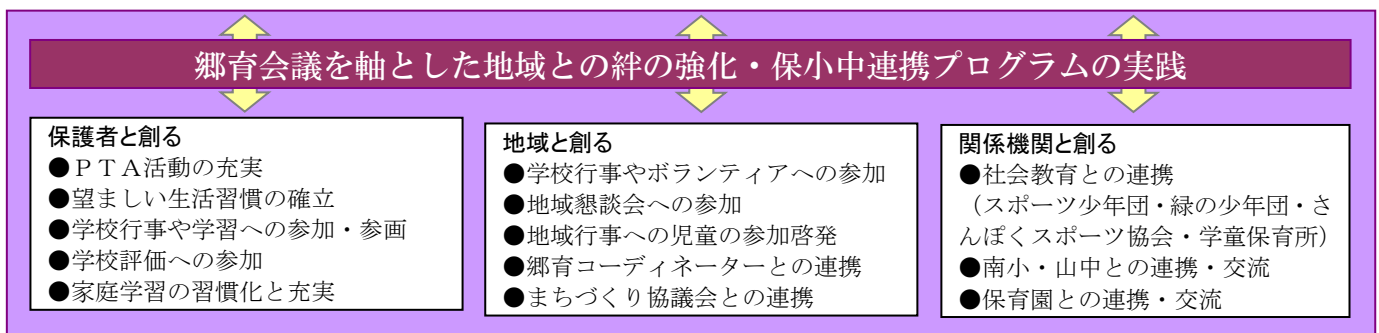 郷育会議を軸とした地域との絆の強化・保小中連携プログラムの実践
保護者と創る
●ＰＴＡ活動の充実
●望ましい生活習慣の確立
●学校行事や学習への参加・参画
●学校評価への参加
●家庭学習の習慣化と充実
地域と創る
●学校行事やボランティアへの参加
●地域懇談会への参加
●地域行事への児童の参加啓発
●郷育コーディネーターとの連携
●まちづくり協議会との連携
関係機関と創る
●社会教育との連携
（スポーツ少年団・緑の少年団・さ
んぽくスポーツ協会・学童保育所）
●南小・山中との連携・交流
●保育園との連携・交流